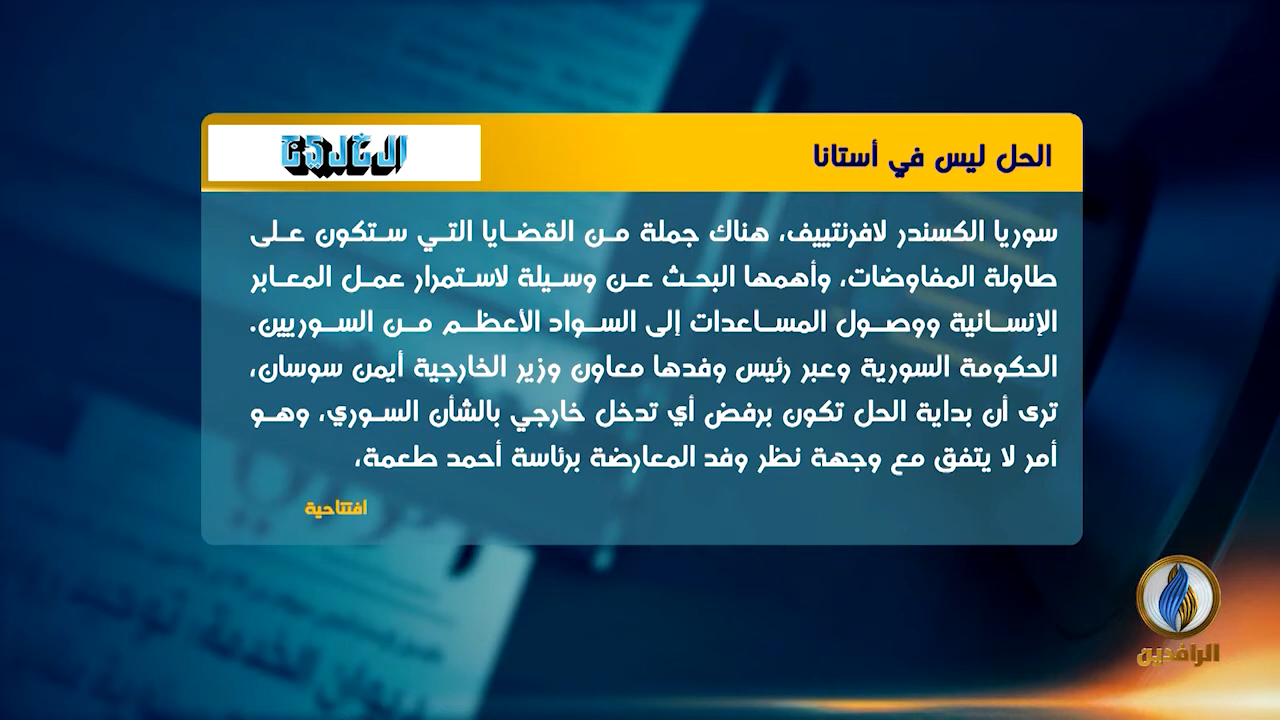 الحل ليس في أستانا
الخليج
سوريا الكسندر لافرنتييف، هناك جملة من القضايا التي ستكون على
طاولة المفاوضات، وأهمها البحث عن وسيلة لاستمرار عمل المعابر
الإنسانية ووصول المساعدات إلى السواد الأعظم من السوريين.
الحكومة السورية وعبر رئيس وفدها معاون وزير الخارجية أيمن سوسان،
ترى أن بداية الحل تكون برفض أي تدخل خارجي بالشأن السوري، وهو
أمر لا يتفق مع وجهة نظر وفد المعارضة برئاسة أحمد طعمة،
افتتاحية
الرافدين